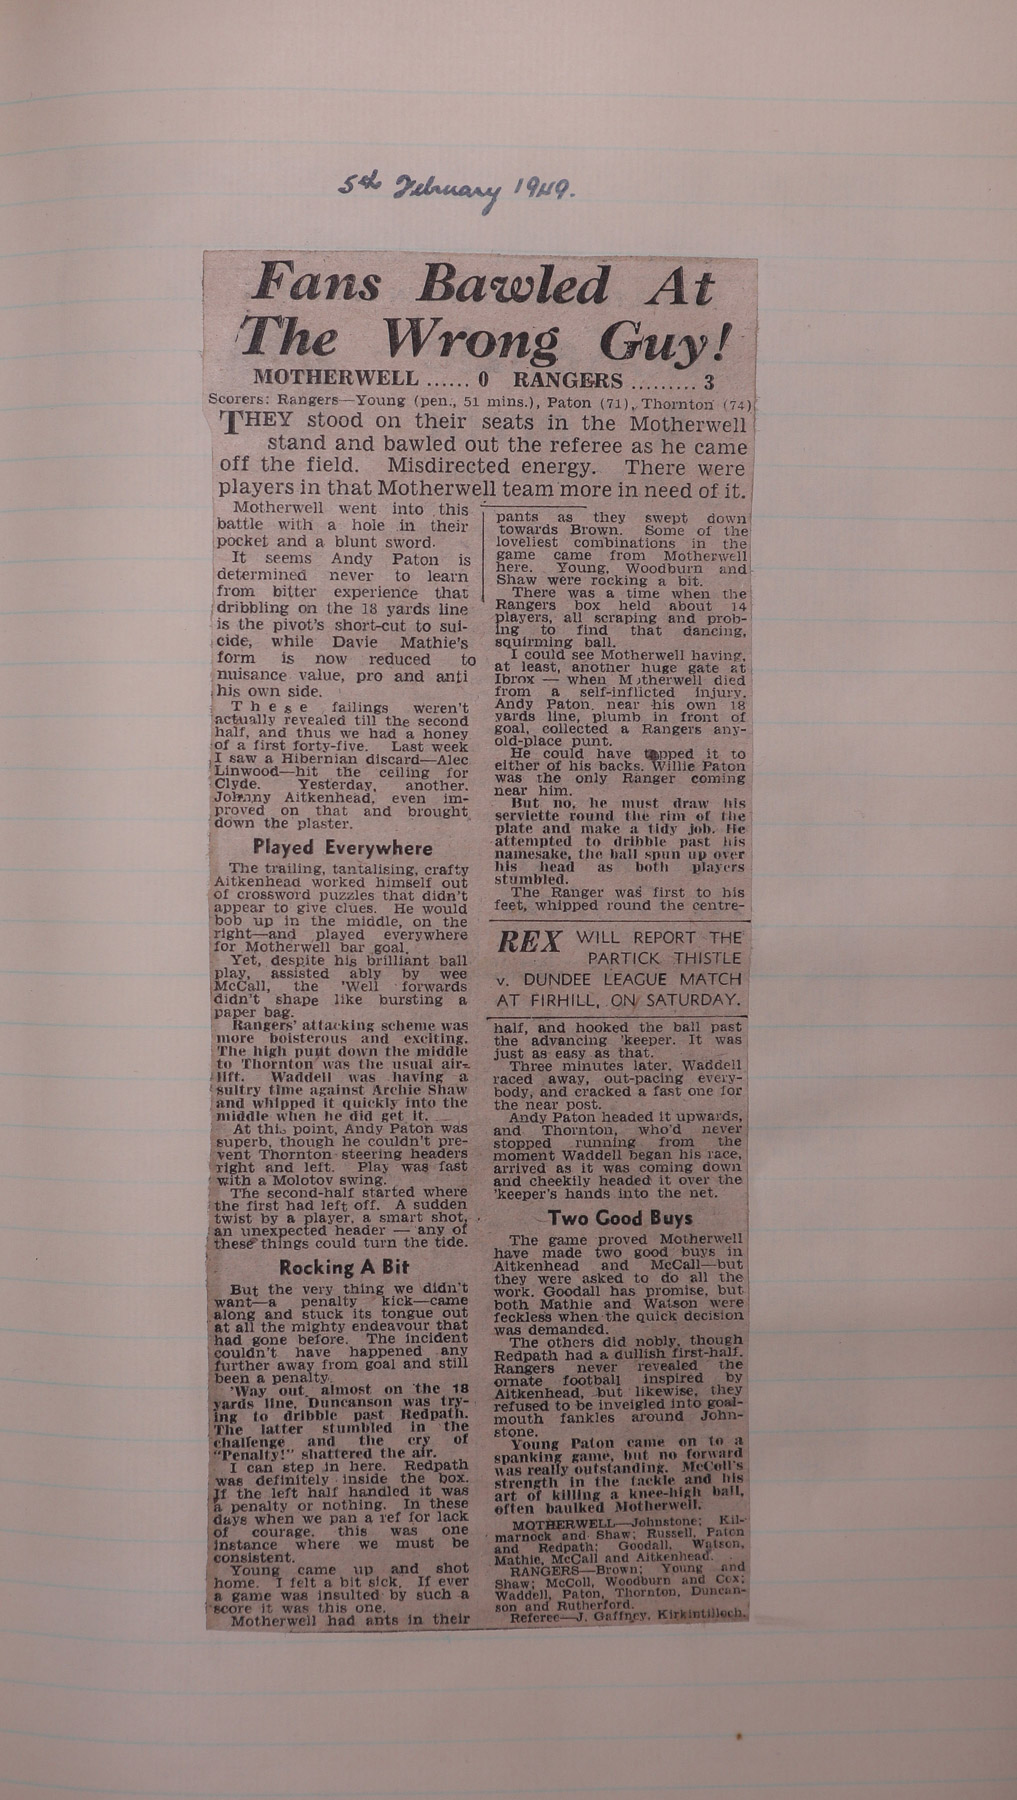 5th February 1949.
Fans Bawled At
The Wrong Guy!
MOTHERWELL ...... 0 RANGERS ......... 3
Scorers: Rangers—Young (pen., 51 mins.), Paton (71), Thornton (74)
THEY stood on their seats in the Motherwell
stand and bawled out the referee as he came
off the field. Misdirected energy. There were
players in that Motherwell team more in need of it.
Motherwell went into this
battle with a hole in their
pocket and a blunt sword.
It seems Andy Paton is
determined never to learn
from bitter experience that
dribbling on the 18 yards line
is the pivot's short-cut to sui-
cide, while Davie Mathie's
form is now reduced to
nuisance value, pro and anti
his own side.
These failings weren't
actually revealed till the second
half, and thus we had a honey
of a first forty-five. Last week
I saw a Hibernian discard—Alec
Linwood—hit the ceiling for
Clyde. Yesterday, another.
Johnny Aitkenhead, even im-
proved on that and brought
down the plaster.
Played Everywhere
The trailing, tantalising, crafty
Aitkenhead worked himself out
of crossword puzzles that didn't
appear to give clues. He would
bob up in the middle, on the
right—and played everywhere
for Motherwell bar goal.
Yet, despite his brilliant ball
play, assisted ably by wee
McCall, the 'Well forwards
didn't shape like bursting a
paper bag.
Rangers' attacking scheme was
more boisterous and exciting.
The high punt down the middle
to Thornton was the usual air-
lift. Waddell was having a
sultry time against Archie Shaw
and whipped it quickly into the
middle when he did get it.
At this point, Andy Paton was
superb, though he couldn't pre-
vent Thornton steering headers
right and left. Play was fast
with a Molotov swing.
The second-half started where
the first had left off. A sudden
twist by a player, a smart shot,
an unexpected header — any of
these things could turn the tide.
Rocking A Bit
But the very thing we didn't
want—a penalty kick—came
along and stuck its tongue out
at all the mighty endeavour that
had gone before. The incident
couldn't have happened any
further away from goal and still
been a penalty.
'Way out, almost on the 18
yards line, Duncanson was try-
ing to dribble past Redpath.
The latter stumbled in the
challenge and the cry of
"Penalty!" shattered the air.
I can step in here. Redpath
was definitely inside the box.
If the left half handled it was
a penalty or nothing. In these
days when we pan a ref for lack
of courage, this was one
instance where we must be
consistent.
Young came up and shot
home. I felt a bit sick. If ever
a game was insulted by such a
score it was this one.
Motherwell had ants in their
pants as they swept down
towards Brown. Some of the
loveliest combinations in the
game came from Motherwell
here. Young, Woodburn and
Shaw were rocking a bit.
There was a time when the
Rangers box held about 14
players, all scraping and prob-
ing to find that dancing,
squirming ball.
I could see Motherwell having,
at least, another huge gate at
Ibrox — when Motherwell died
from a self-inflicted injury.
Andy Paton, near his own 18
yards line, plumb in front of
goal, collected a Rangers any-
old-place punt.
He could have tapped it to
either of his backs. Willie Paton
was the only Ranger coming
near him.
But no, he must draw his
serviette round the rim of the
plate and make a tidy job. He
attempted to dribble past his
namesake, the ball spun up over
his head as both players
stumbled.
The Ranger was first to his
feet, whipped round the centre-
REX WILL REPORT THE
PARTICK THISTLE
v. DUNDEE LEAGUE MATCH
AT FIRHILL, ON SATURDAY.
half, and hooked the ball past
the advancing 'keeper. It was
just as easy as that.
Three minutes later, Waddell
raced away, out-pacing every-
body, and cracked a fast one for
the near post.
Andy Paton headed it upwards,
and Thornton, who'd never
stopped running from the
moment Waddell began his race,
arrived as it was coming down
and cheekily headed it over the
'keeper's hands into the net.
Two Good Buys
The game proved Motherwell
have made two good buys in
Aitkenhead and McCall—but
they were asked to do all the
work. Goodall has promise, but
both Mathie and Watson were
feckless when the quick decision
was demanded.
The others did nobly, though
Redpath had a dullish first-half.
Rangers never revealed the
ornate football inspired by
Aitkenhead, but likewise, they
refused to be inveigled into goal-
mouth fankles around John-
stone.
Young Paton came on to a
spanking game, but no forward
was really outstanding. McColl's
strength in the tackle and his
art of killing a knee-high ball,
often baulked Motherwell.
MOTHERWELL—Johnstone; Kil-
marnock and Shaw; Russell, Paton
and Redpath; Goodall, Watson,
Mathie, McCall and Aitkenhead.
RANGERS—Brown; Young and
Shaw; McColl, Woodburn and Cox;
Waddell, Paton, Thornton, Duncan-
son and Rutherford.
Referee—J. Gaffney, Kirkintilloch.